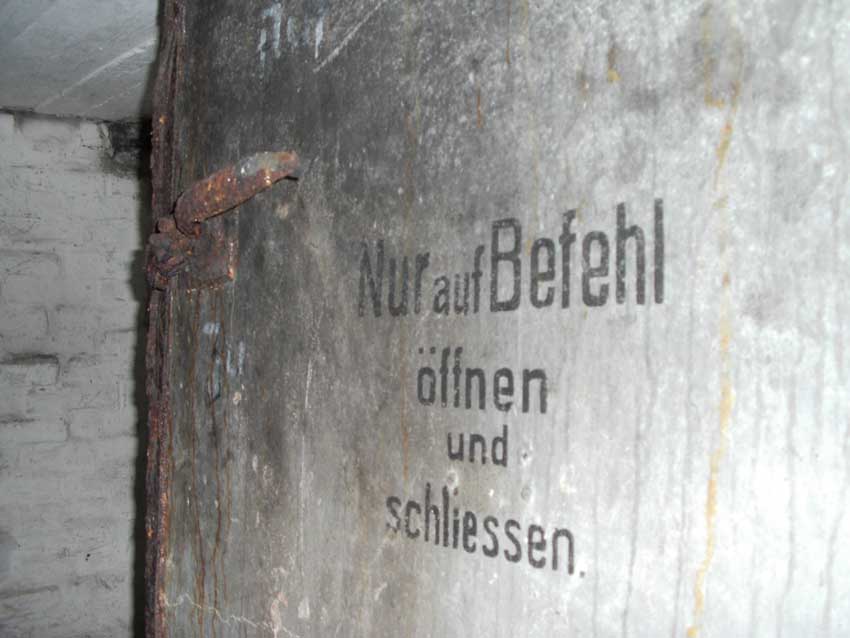 Nur auf Befehl
öffnen
und
schliessen.